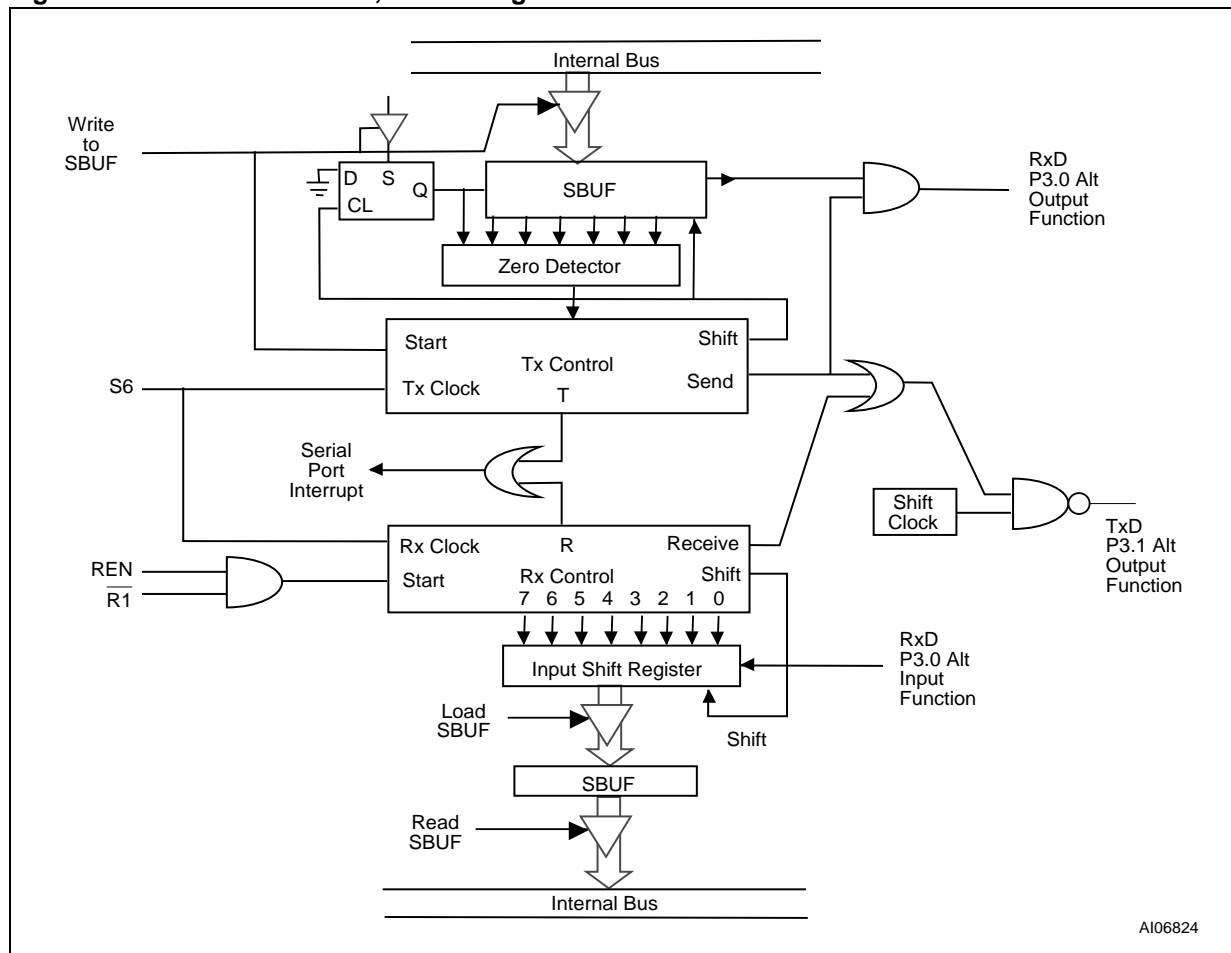 Internal Bus
Write
to
SBUF
D S
Q
CL
SBUF
RxD
P3.0 Alt
Output
Function
Zero Detector
Start
Shift
Tx Control
S6
Tx Clock
T
Send
Serial
Port
Interrupt
Shift
Clock
TxD
P3.1 Alt
Output
Function
Rx Clock
R
Receive
REN
R1
Start
Rx Control
Shift
7 6 5 4 3 2 1 0
Input Shift Register
RxD
P3.0 Alt
Input
Function
Load
SBUF
Shift
SBUF
Read
SBUF
Internal Bus
AI06824